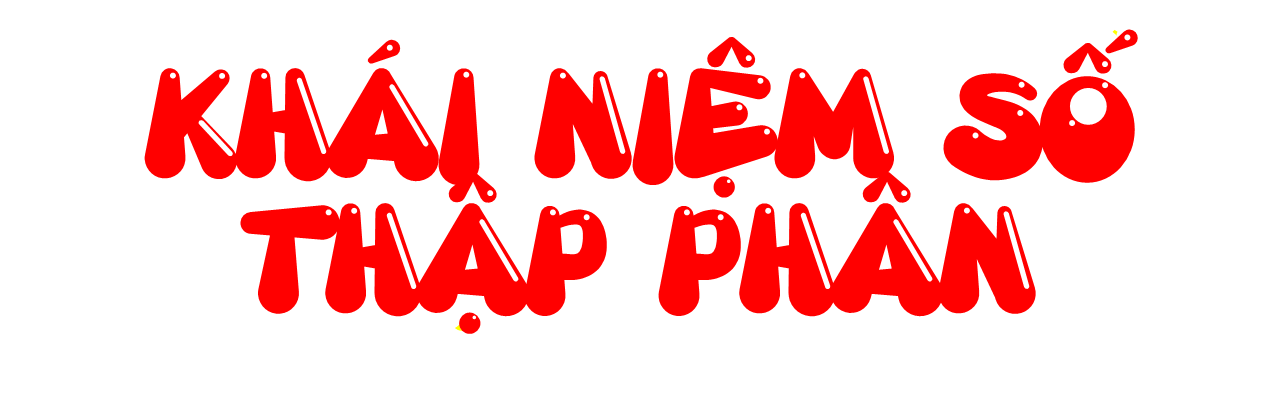 KHÁI NIỆM SỐ
THẬP PHÂN